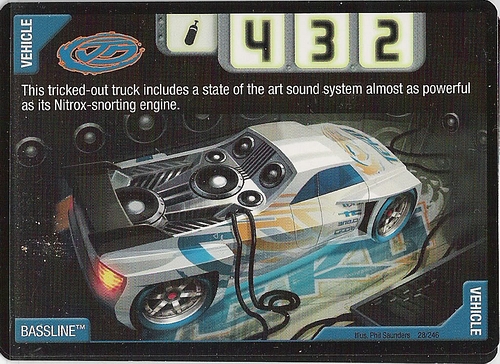 VEHICLE
4 3 2
This tricked-out truck includes a state of the art sound system almost as powerful
as its Nitrox-snorting engine.
BASSLINE™
Illus. Phil Saunders 28/246
VEHICLE